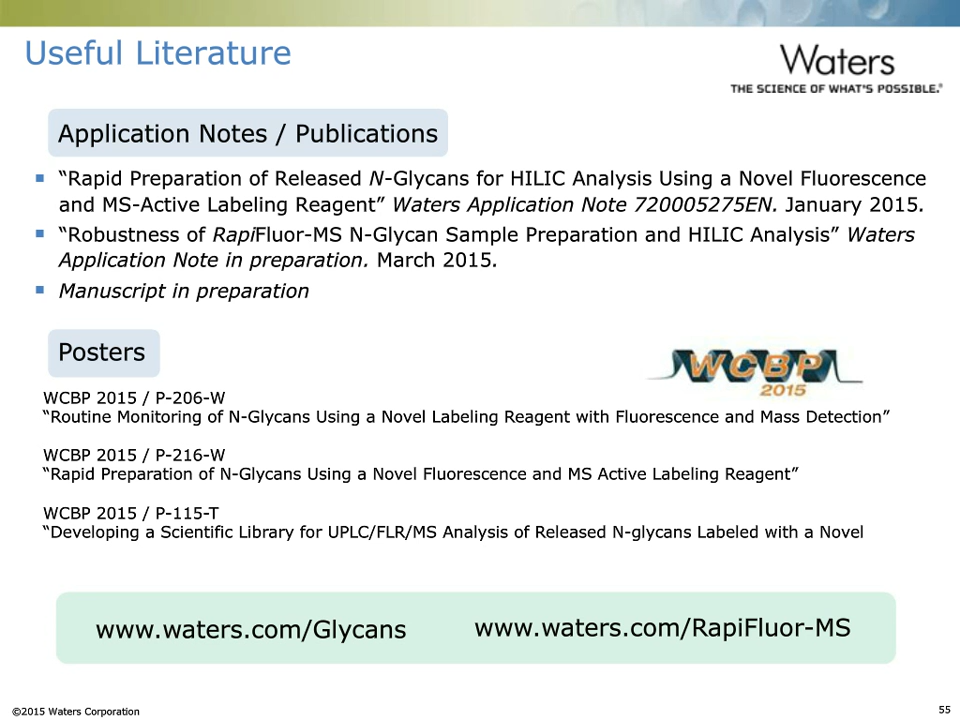 Useful Literature
Waters
THE SCIENCE OF WHAT'S POSSIBLE.®
Application Notes / Publications
“Rapid Preparation of Released N-Glycans for HILIC Analysis Using a Novel Fluorescence
and MS-Active Labeling Reagent” Waters Application Note 720005275EN. January 2015.
“Robustness of RapiFluor-MS N-Glycan Sample Preparation and HILIC Analysis” Waters
Application Note in preparation. March 2015.
Manuscript in preparation
Posters
WCBP
2015
WCBP 2015 / P-206-W
“Routine Monitoring of N-Glycans Using a Novel Labeling Reagent with Fluorescence and Mass Detection”
WCBP 2015 / P-216-W
“Rapid Preparation of N-Glycans Using a Novel Fluorescence and MS Active Labeling Reagent”
WCBP 2015 / P-115-T
“Developing a Scientific Library for UPLC/FLR/MS Analysis of Released N-glycans Labeled with a Novel
www.waters.com/Glycans
www.waters.com/RapiFluor-MS
©2015 Waters Corporation
55